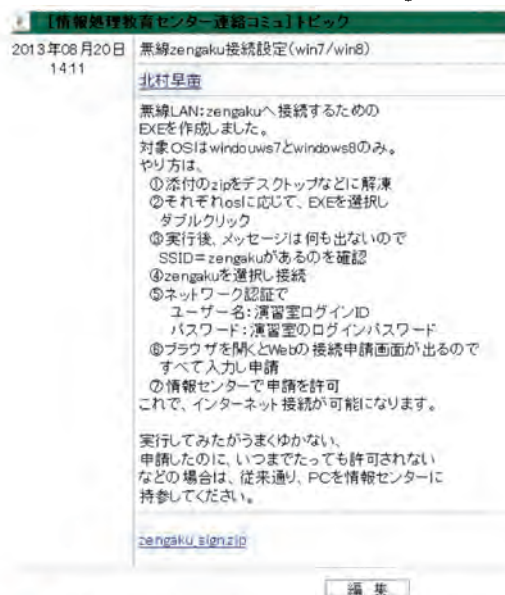 【情報処理教育センター連絡コミュ】トピック
2013年08月20日
14:11
無線zengaku接続設定(win7/win8)
北村早苗
無線LAN:zengakuへ接続するための
EXEを作成しました。
対象OSはwindouws7とwindows8のみ。
やり方は、
①添付のzipをデスクトップなどに解凍
②それぞれosに応じて、EXEを選択し
ダブルクリック
③実行後、メッセージは何も出ないので
SSID=zengakuがあるのを確認
④zengakuを選択し接続
⑤ネットワーク認証で
ユーザー名:演習室ログインID
パスワード:演習室のログインパスワード
⑥ブラウザを開くとWebの接続申請画面が出るので
すべて入力し申請
⑦情報センターで申請を許可
これで、インターネット接続が可能になります。
実行してみたがうまくゆかない、
申請したのに、いつまでたっても許可されない
などの場合は、従来通り、PCを情報センターに
持参してください。
zengaku_sign.zip
編 集